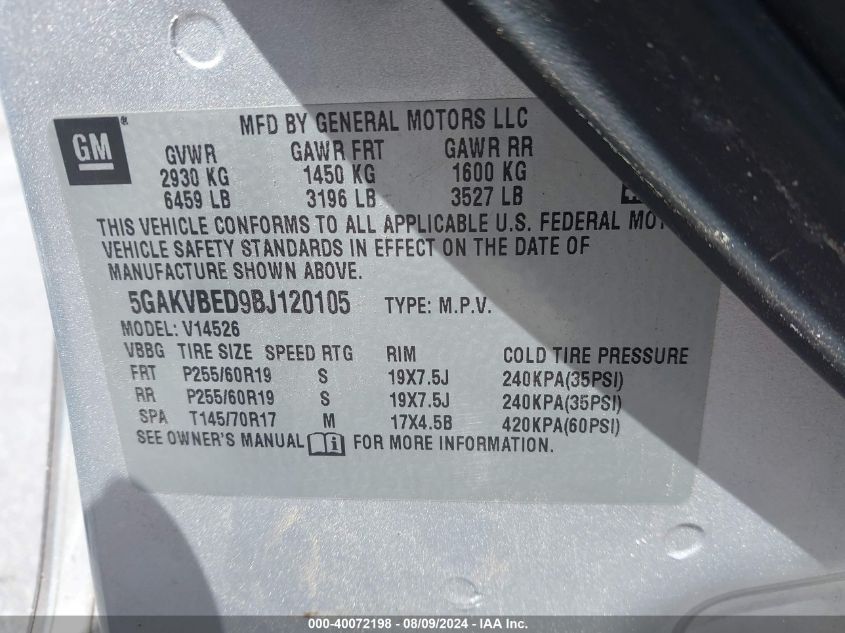 GM®
MFD BY GENERAL MOTORS LLC
GVWR GAWR FRT GAWR RR
2930 KG 1450 KG 1600 KG
6459 LB 3196 LB 3527 LB
THIS VEHICLE CONFORMS TO ALL APPLICABLE U.S. FEDERAL
VEHICLE SAFETY STANDARDS IN EFFECT ON THE DATE OF
MANUFACTURE SHOWN ABOVE.
5GAKVBED9BJ120105 TYPE: M.P.V.
MODEL: V14526
VBBG TIRE SIZE SPEED RTG RIM COLD TIRE PRESSURE
FRT P255/60R19 S 19X7.5J 240KPA(35PSI)
RR P255/60R19 S 19X7.5J 240KPA(35PSI)
SPA T145/70R17 M 17X4.5B 420KPA(60PSI)
SEE OWNER'S MANUAL i FOR MORE INFORMATION.
000-40072198 - 08/09/2024 - IAA Inc.